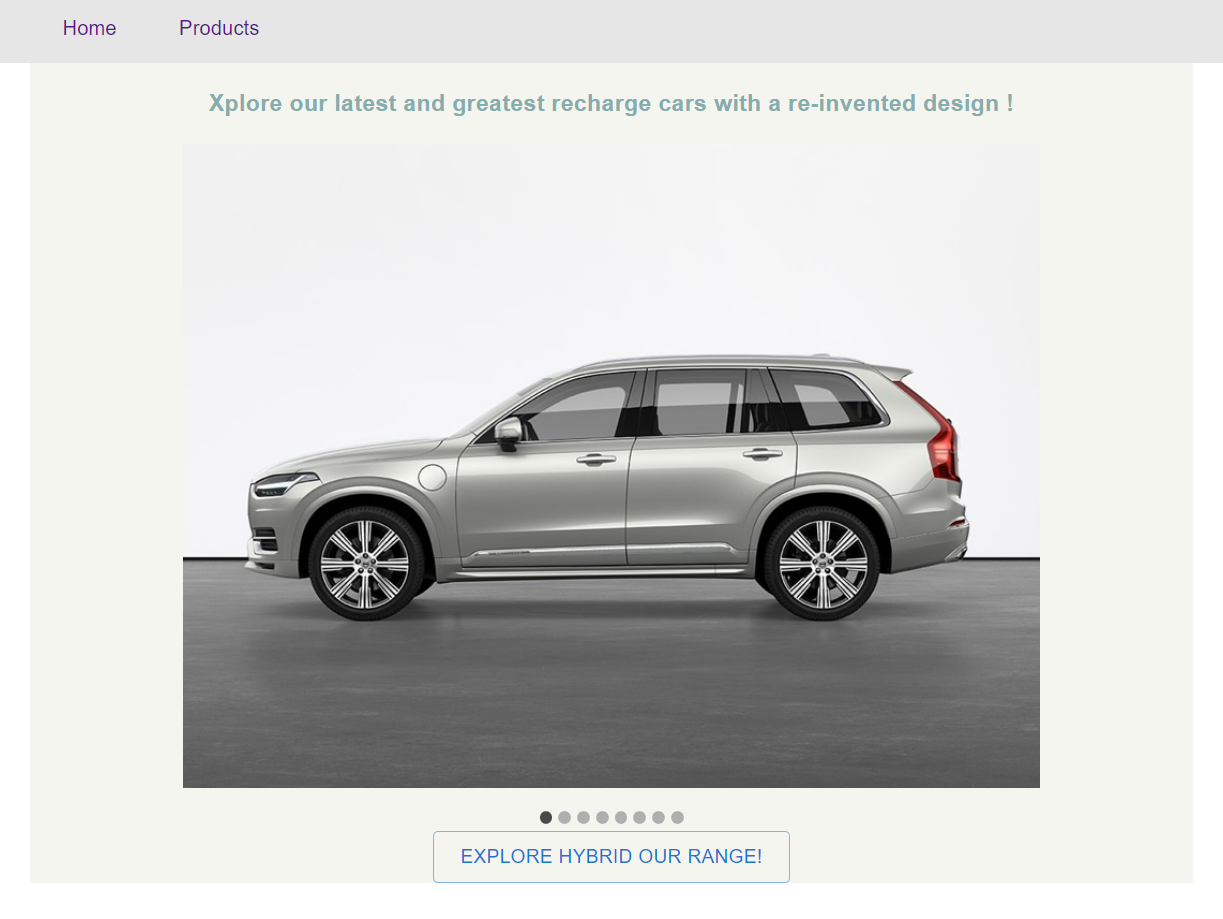 Home Products
Xplore our latest and greatest recharge cars with a re-invented design !
EXPLORE HYBRID OUR RANGE!